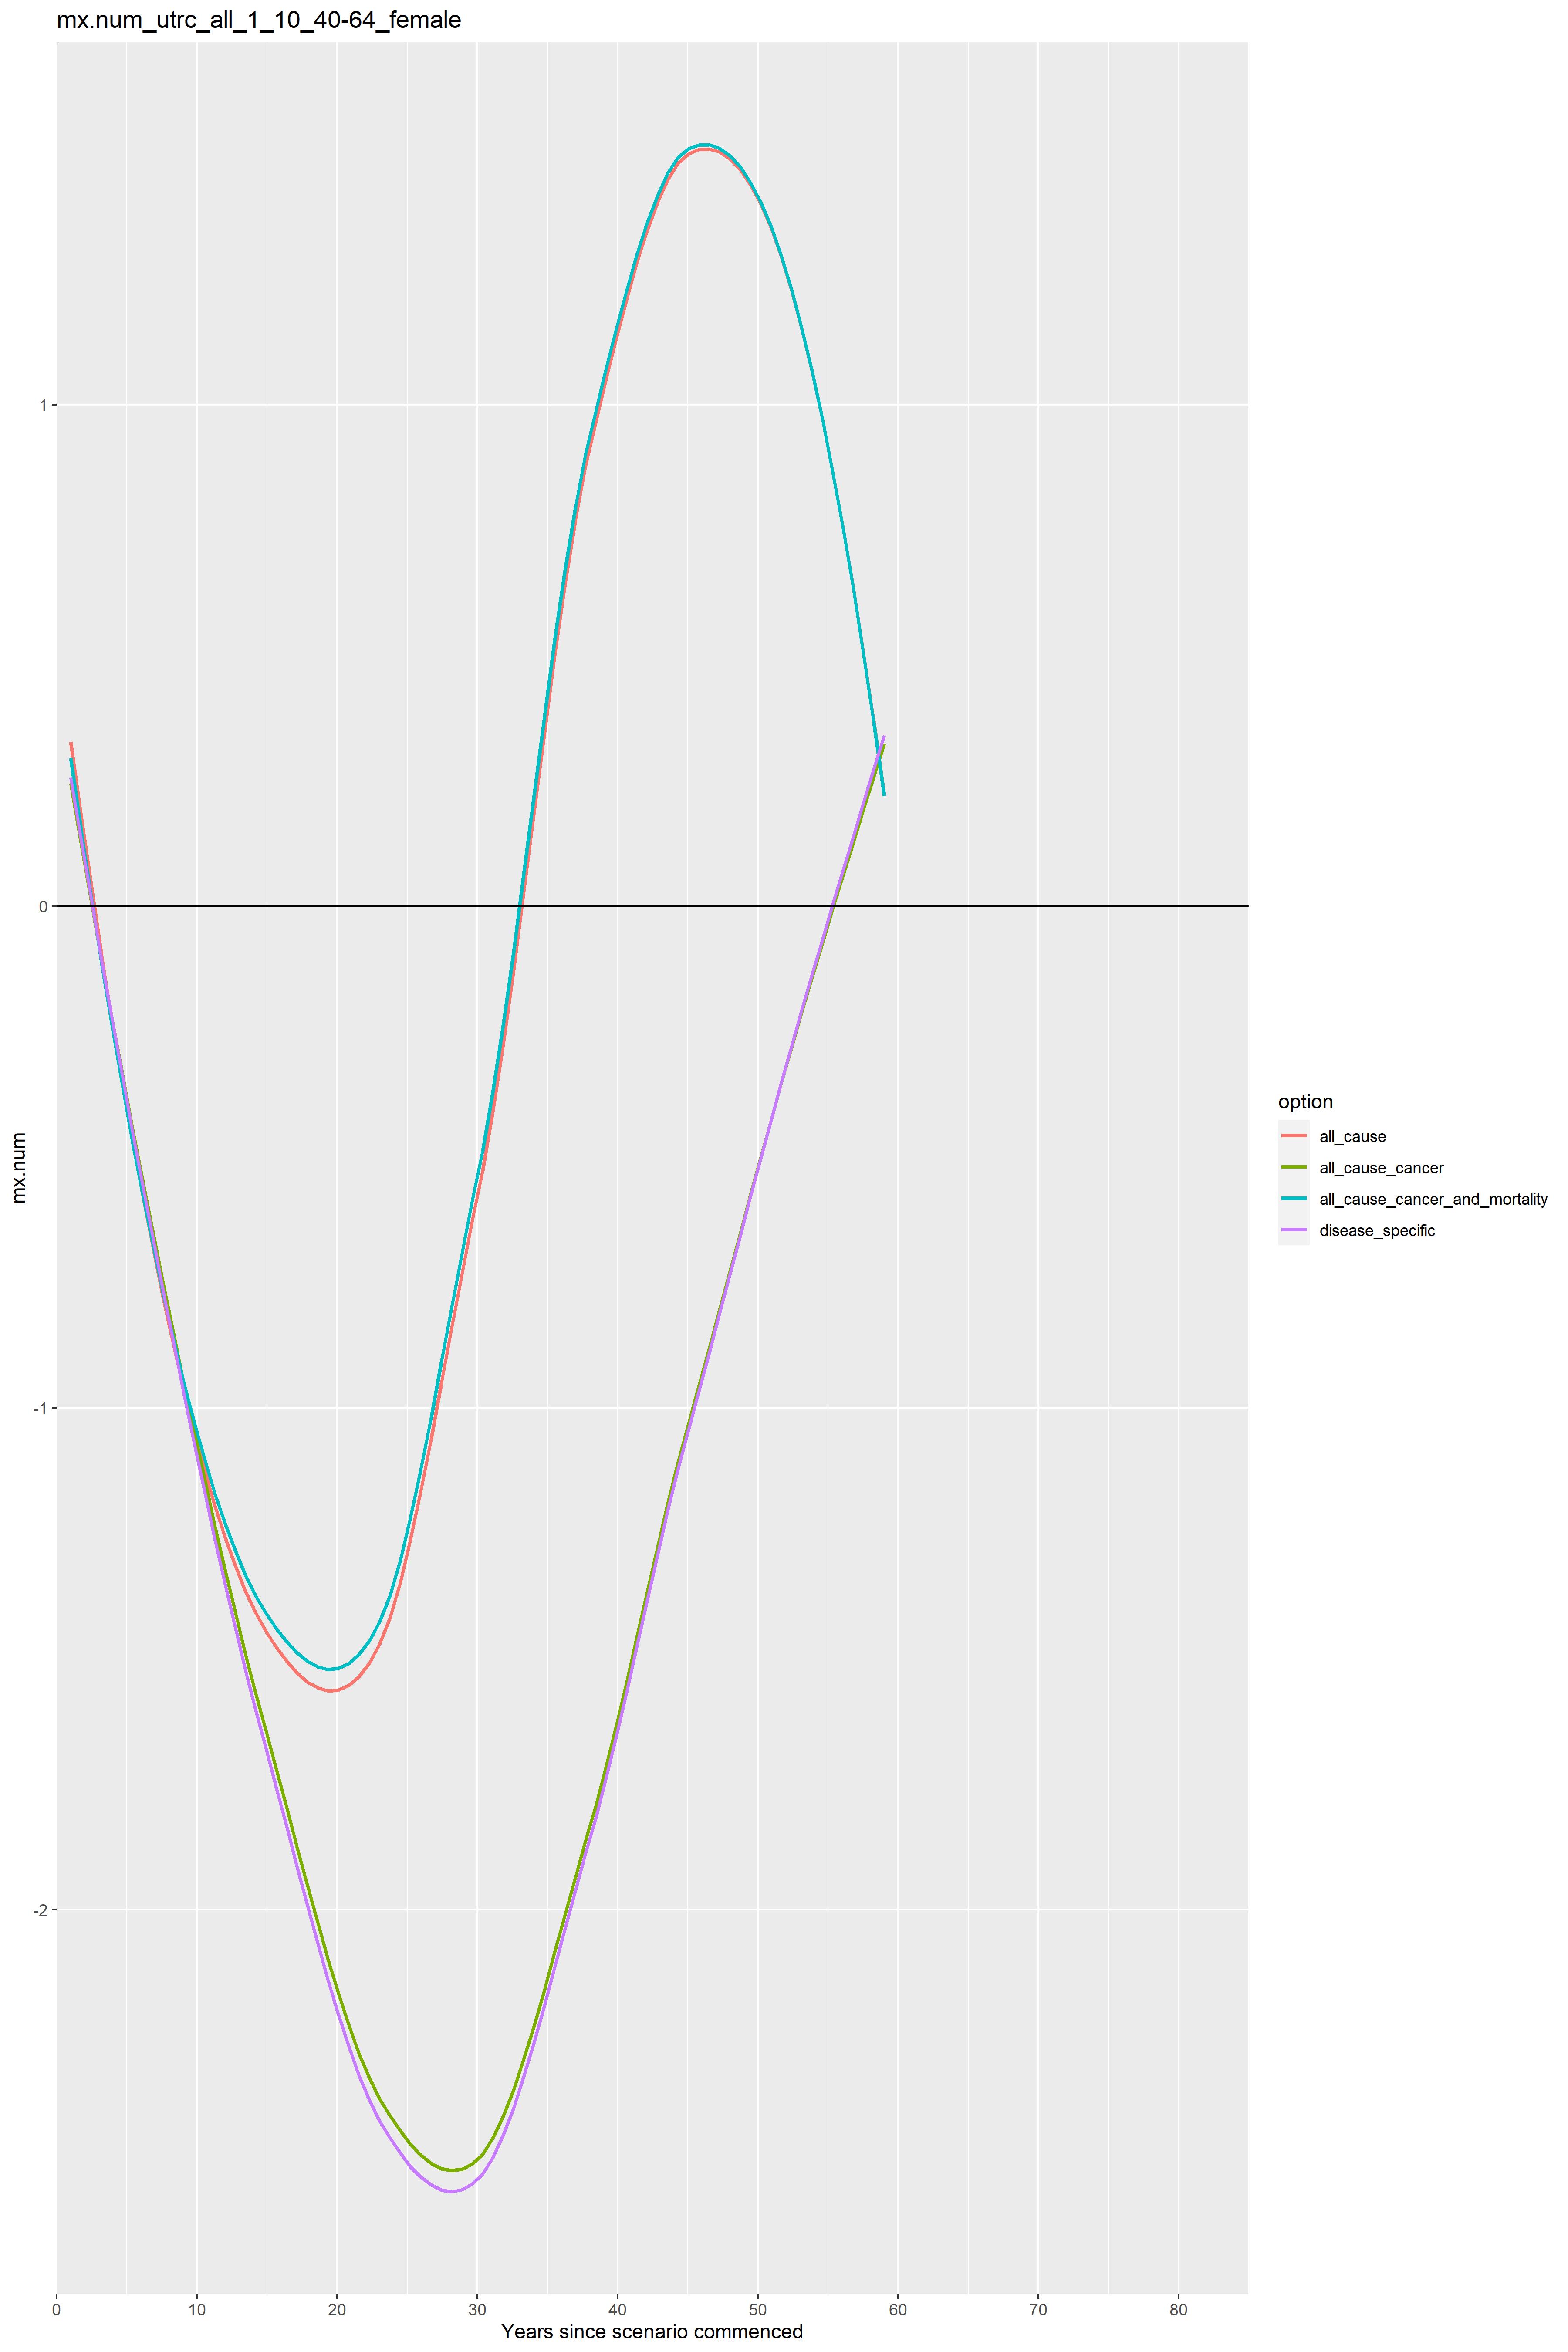 mx.num_utrc_all_1_10_40-64_female
mx.num
1
0
-1
-2
0 10 20 30 40 50 60 70 80
Years since scenario commenced
option
all_cause
all_cause_cancer
all_cause_cancer_and_mortality
disease_specific